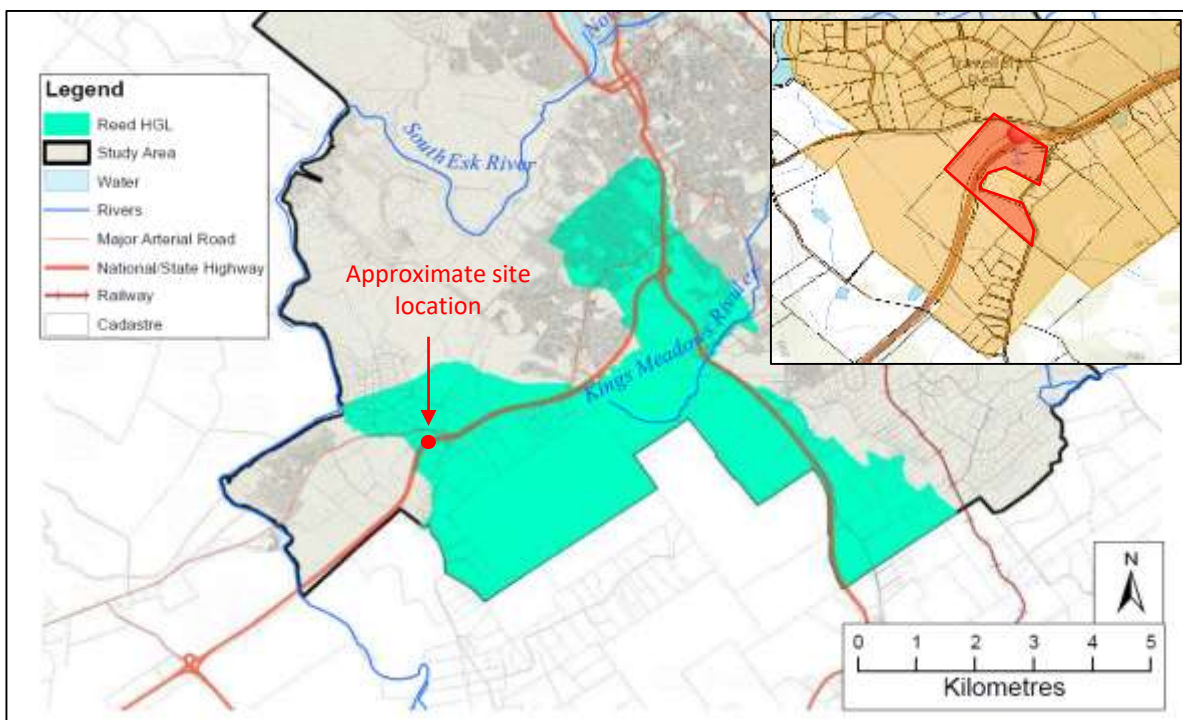 Legend
Reed HGL
Study Area
Water
Rivers
Major Arterial Road
National/State Highway
Railway
Cadastre
South Esk River
Approximate site
location
Kings Meadows Rivulet
N
0 1 2 3 4 5
Kilometres